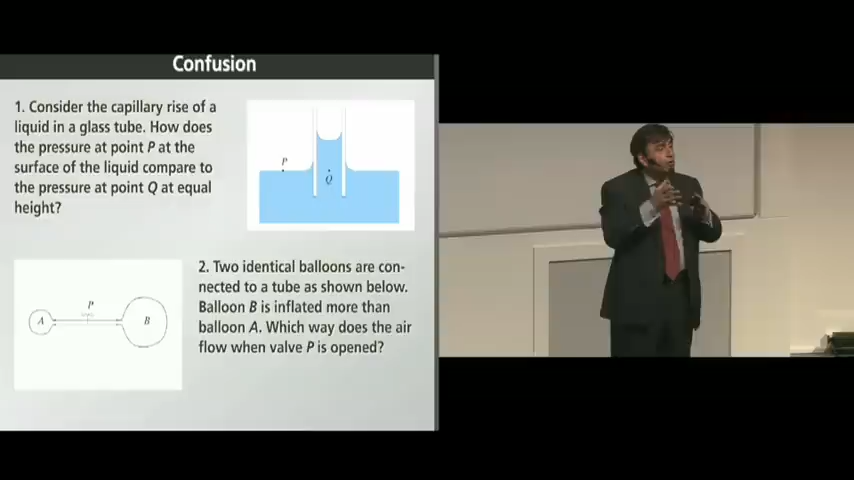 Confusion
1. Consider the capillary rise of a
liquid in a glass tube. How does
the pressure at point P at the
surface of the liquid compare to
the pressure at point Q at equal
height?
P
Q
2. Two identical balloons are con-
nected to a tube as shown below.
Balloon B is inflated more than
balloon A. Which way does the air
flow when valve P is opened?
P
A
B